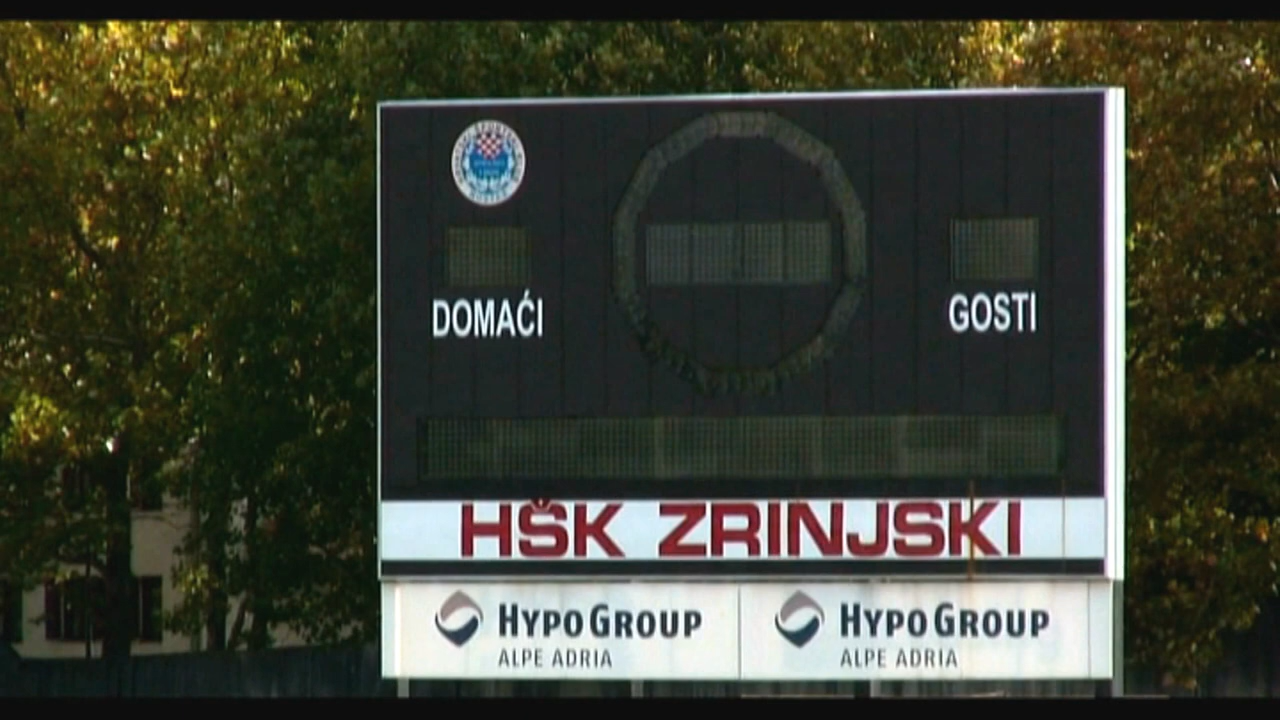 DOMAĆI
GOSTI
HŠK ZRINJSKI
HYPO GROUP
ALPE ADRIA
HYPO GROUP
ALPE ADRIA